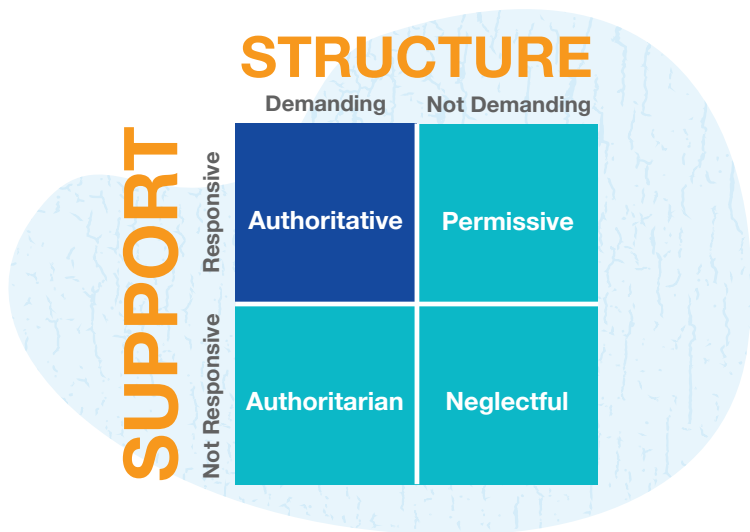 STRUCTURE
Demanding
Not Demanding
SUPPORT
Responsive
Authoritative
Permissive
Not Responsive
Authoritarian
Neglectful